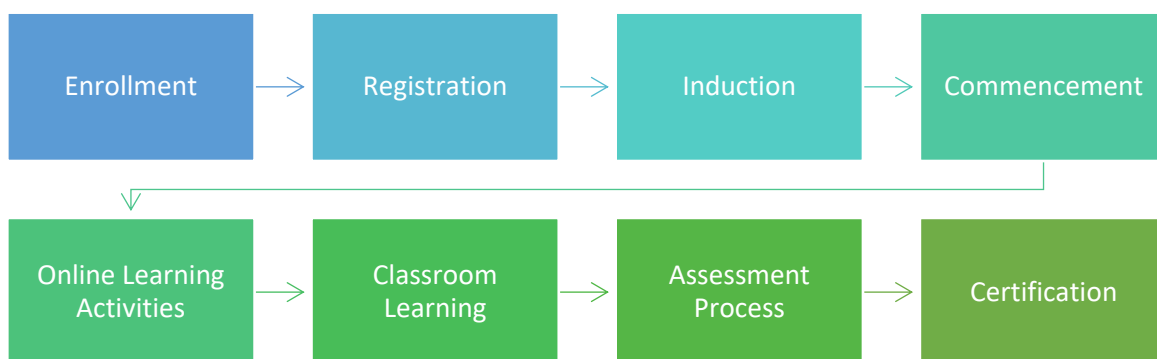 Enrollment
Registration
Induction
Commencement
Online Learning
Activities
Classroom
Learning
Assessment
Process
Certification